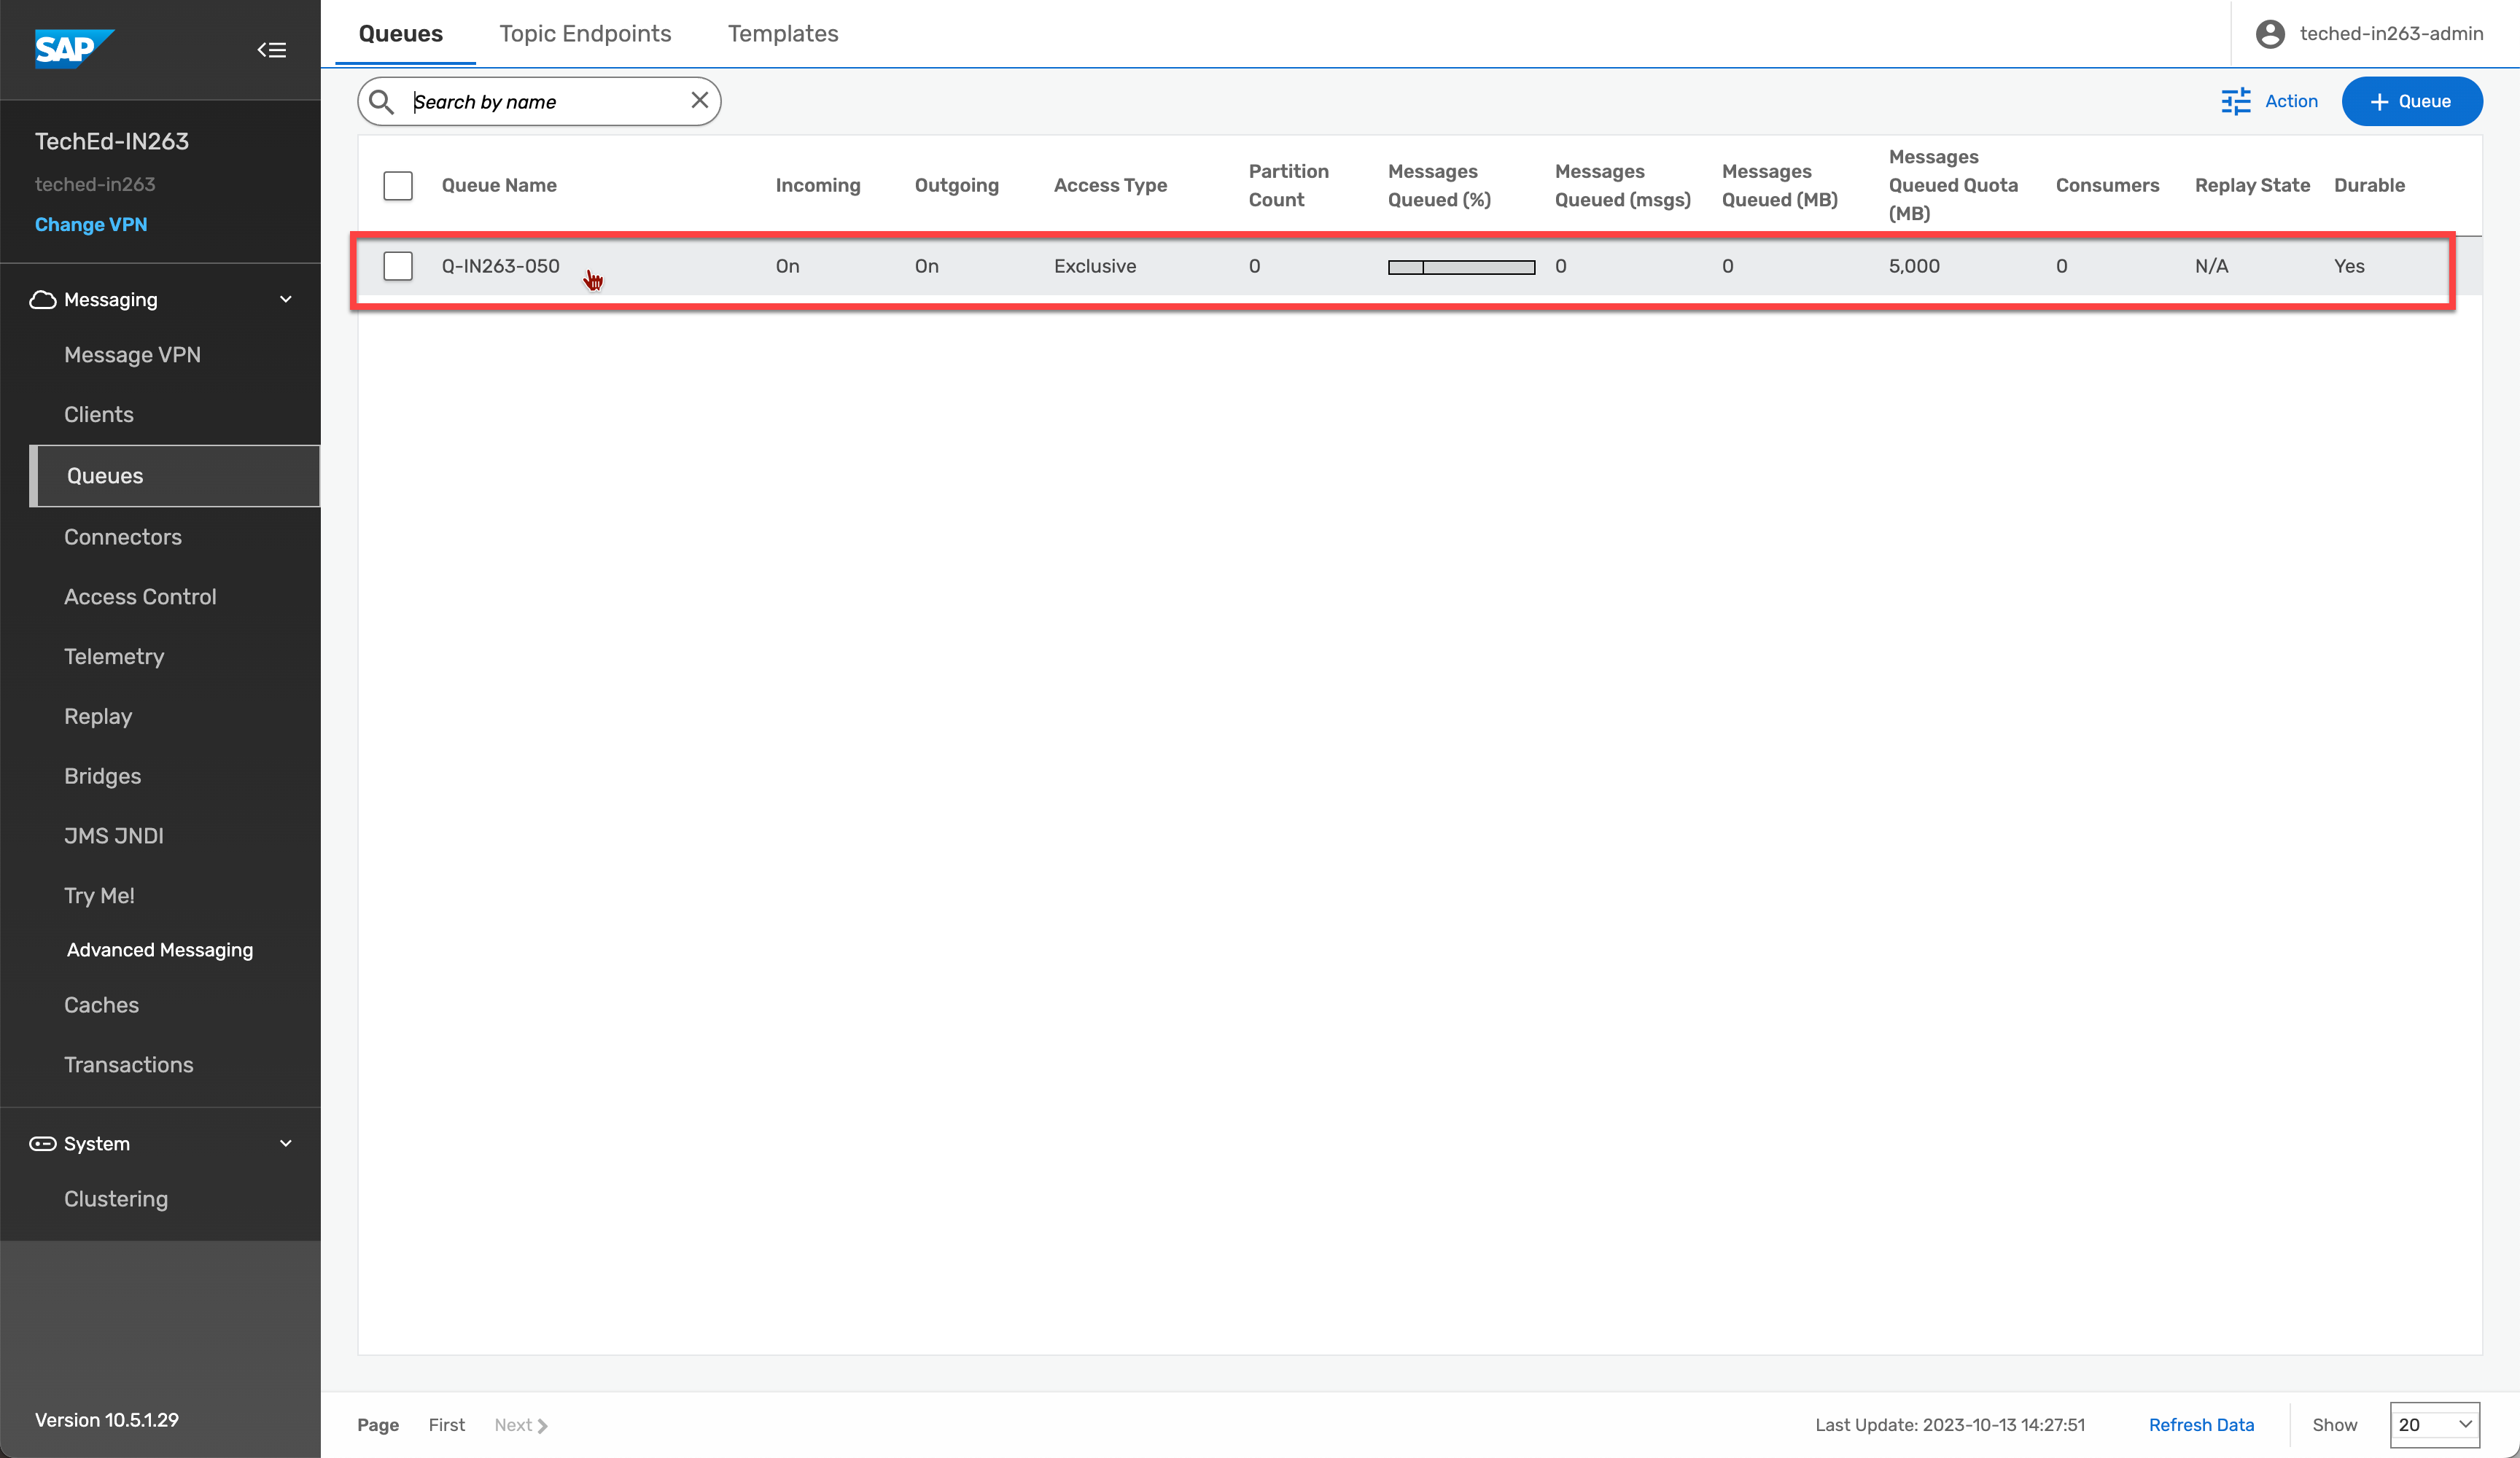 SAP
TechEd-IN263
teched-in263
Change VPN
Messaging
Message VPN
Clients
Queues
Connectors
Access Control
Telemetry
Replay
Bridges
JMS JNDI
Try Me!
Advanced Messaging
Caches
Transactions
System
Clustering
Version 10.5.1.29
Queues Topic Endpoints Templates
teched-in263-admin
Search by name
Action
Queue
Queue Name Incoming Outgoing Access Type Partition Count Messages Queued (%) Messages Queued (msgs) Messages Queued (MB) Messages Queued Quota (MB) Consumers Replay State Durable
Q-IN263-050 On On Exclusive 0 0 0 5,000 0 N/A Yes
Page First Next
Last Update: 2023-10-13 14:27:51 Refresh Data Show 20